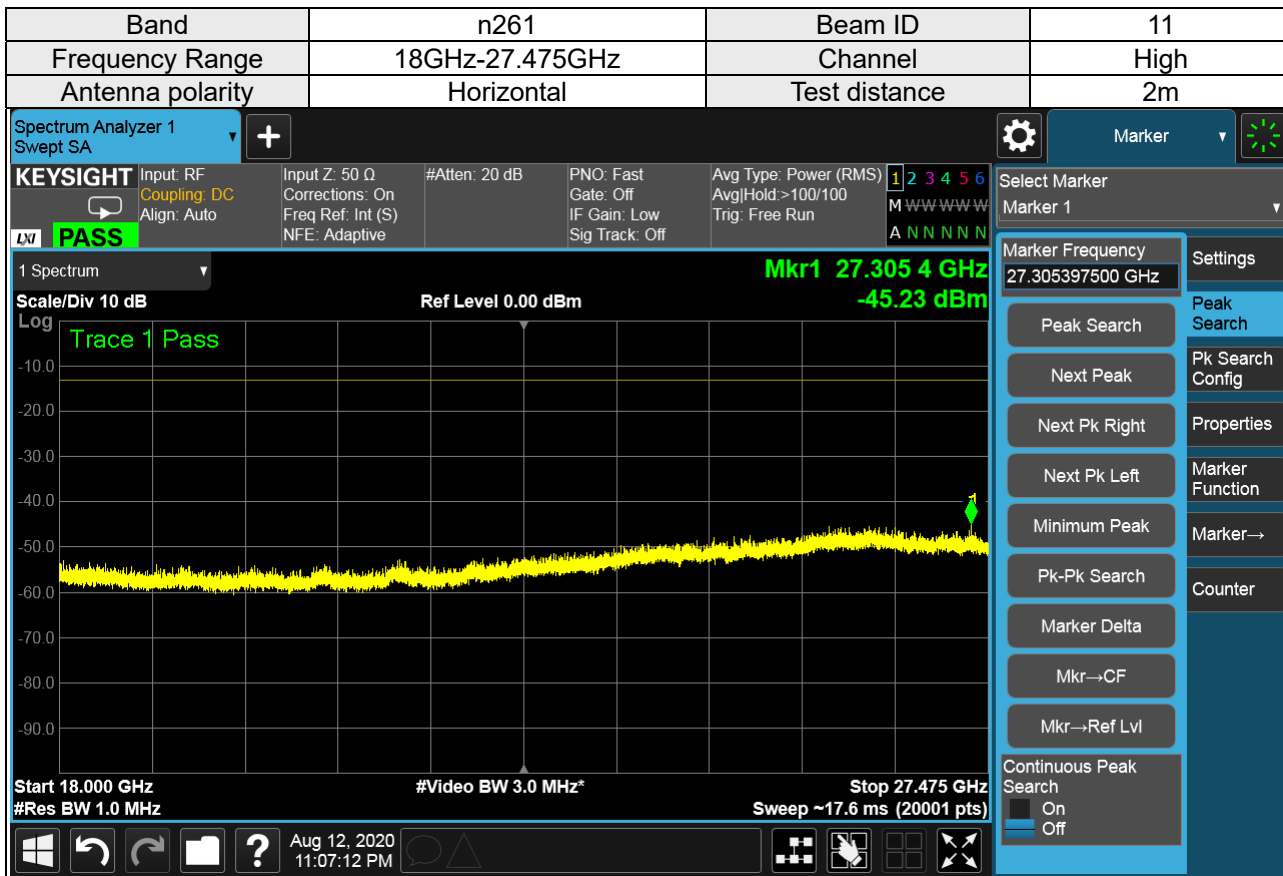 Band n261 Beam ID 11
Frequency Range 18GHz-27.475GHz Channel High
Antenna polarity Horizontal Test distance 2m
Spectrum Analyzer 1
Swept SA
+
Marker
KEYSIGHT
Input: RF
Coupling: DC
Align: Auto
LXI PASS
Input Z: 50 Ω
Corrections: On
Freq Ref: Int (S)
NFE: Adaptive
#Atten: 20 dB
PNO: Fast
Gate: Off
IF Gain: Low
Sig Track: Off
Avg Type: Power (RMS)
Avg|Hold:>100/100
Trig: Free Run
1 2 3 4 5 6
M W W W W W
A N N N N N
Select Marker
Marker 1
1 Spectrum
Mkr1 27.305 4 GHz
-45.23 dBm
Scale/Div 10 dB
Ref Level 0.00 dBm
Log
Trace 1 Pass
-10.0
-20.0
-30.0
-40.0
-50.0
-60.0
-70.0
-80.0
-90.0
1
Start 18.000 GHz
#Video BW 3.0 MHz*
Stop 27.475 GHz
#Res BW 1.0 MHz
Sweep ~17.6 ms (20001 pts)
Marker Frequency
27.305397500 GHz
Peak Search
Next Peak
Next Pk Right
Next Pk Left
Minimum Peak
Pk-Pk Search
Marker Delta
Mkr→CF
Mkr→Ref Lvl
Continuous Peak
Search
On
Off
Settings
Peak
Search
Pk Search
Config
Properties
Marker
Function
Marker→
Counter
?
Aug 12, 2020
11:07:12 PM